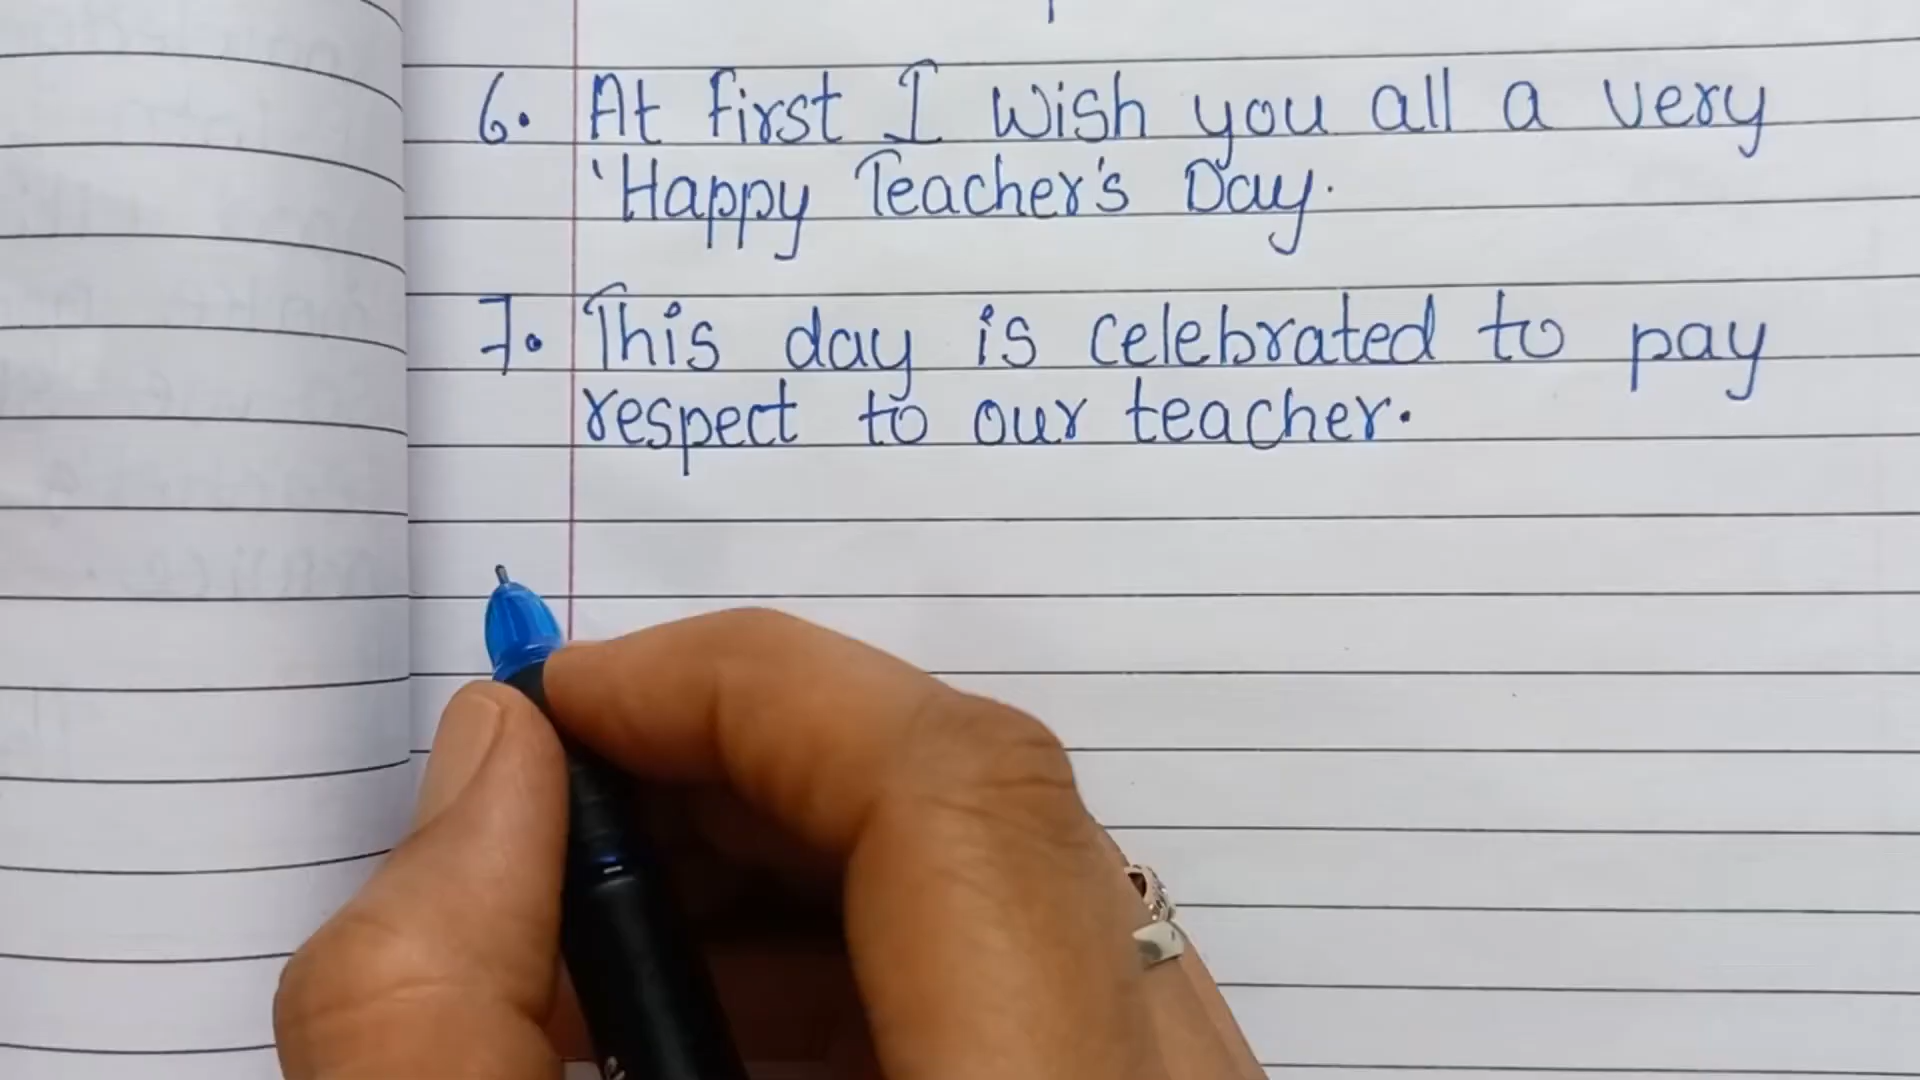 6. At first I wish you all a very
'Happy Teacher's Day.
7. This day is celebrated to pay
respect to our teacher.